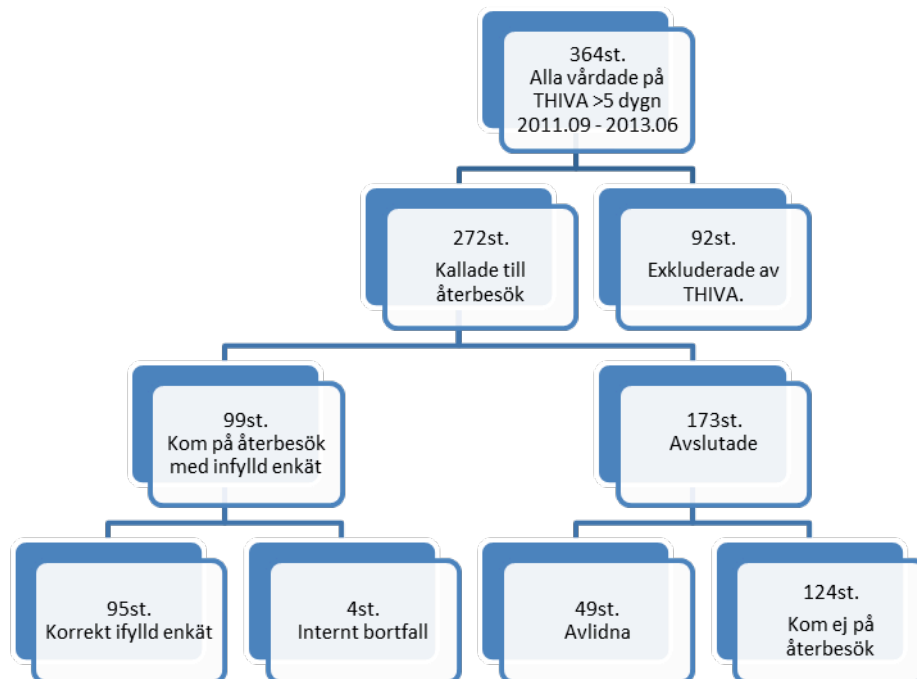 364st.
Alla vårdade på
THIVA >5 dygn
2011.09 - 2013.06
272st.
Kallade till
återbesök
92st.
Exkluderade av
THIVA.
99st.
Kom på återbesök
med infylld enkät
173st.
Avslutade
95st.
Korrekt ifylld enkät
4st.
Internt bortfall
49st.
Avlidna
124st.
Kom ej på
återbesök